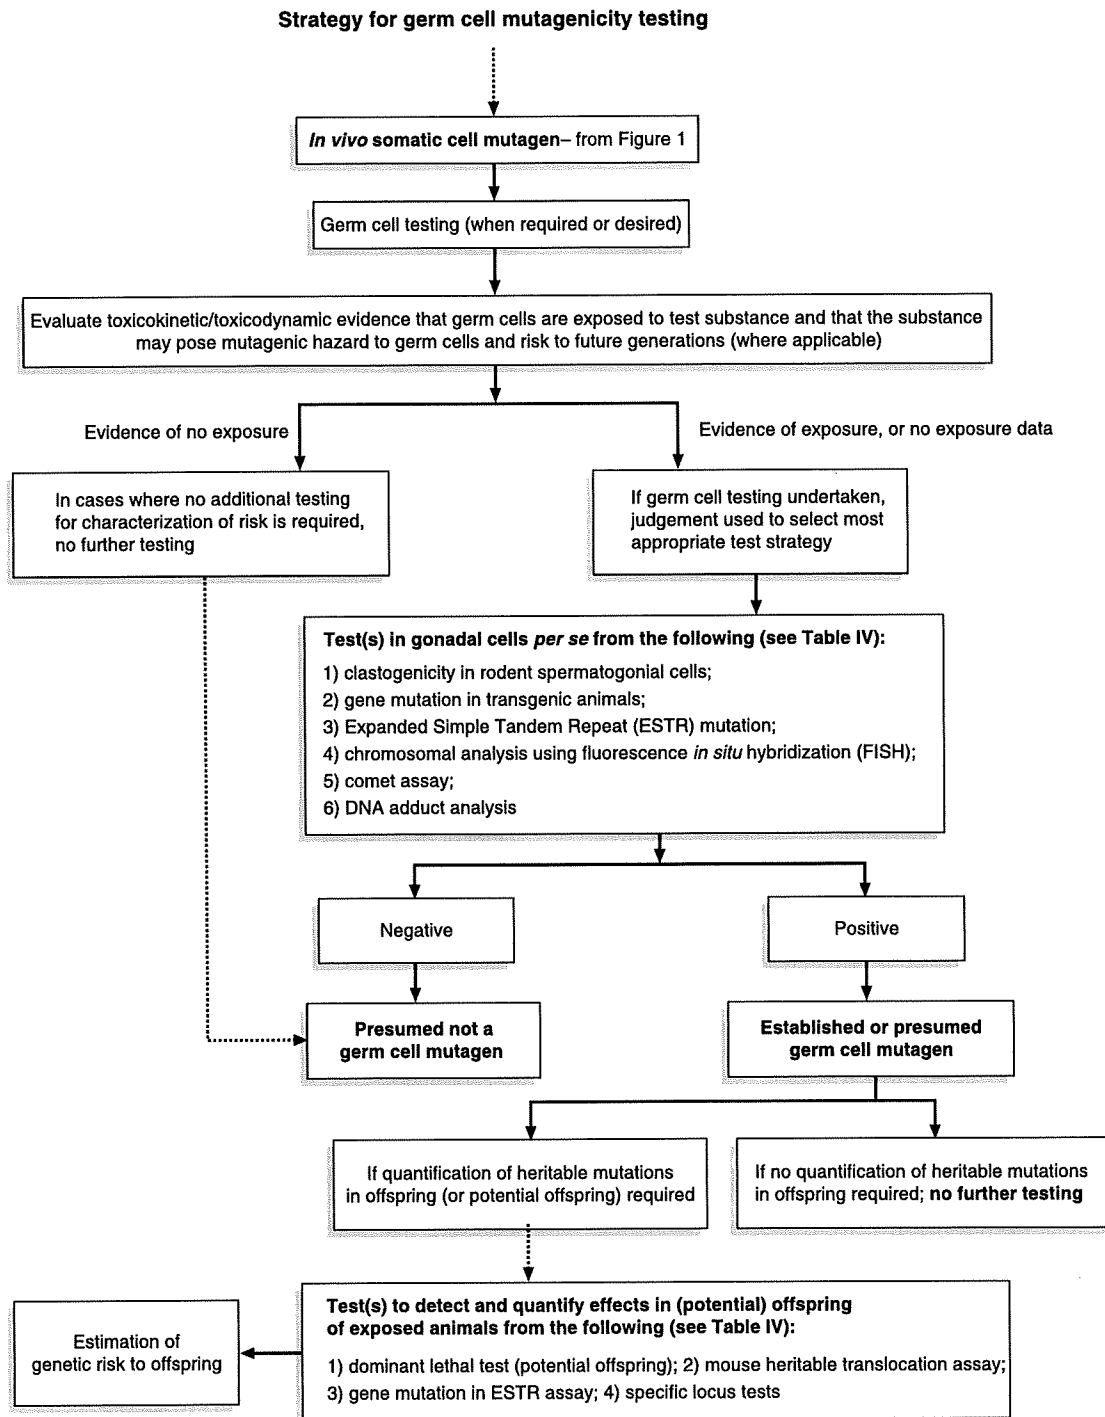 Strategy for germ cell mutagenicity testing
In vivo somatic cell mutagen– from Figure 1
Germ cell testing (when required or desired)
Evaluate toxicokinetic/toxicodynamic evidence that germ cells are exposed to test substance and that the substance
may pose mutagenic hazard to germ cells and risk to future generations (where applicable)
Evidence of no exposure
Evidence of exposure, or no exposure data
In cases where no additional testing
for characterization of risk is required,
no further testing
If germ cell testing undertaken,
judgement used to select most
appropriate test strategy
Test(s) in gonadal cells per se from the following (see Table IV):
1) clastogenicity in rodent spermatogonial cells;
2) gene mutation in transgenic animals;
3) Expanded Simple Tandem Repeat (ESTR) mutation;
4) chromosomal analysis using fluorescence in situ hybridization (FISH);
5) comet assay;
6) DNA adduct analysis
Negative
Positive
Presumed not a
germ cell mutagen
Established or presumed
germ cell mutagen
If quantification of heritable mutations
in offspring (or potential offspring) required
If no quantification of heritable mutations
in offspring required; no further testing
Estimation of
genetic risk to offspring
Test(s) to detect and quantify effects in (potential) offspring
of exposed animals from the following (see Table IV):
1) dominant lethal test (potential offspring); 2) mouse heritable translocation assay;
3) gene mutation in ESTR assay; 4) specific locus tests